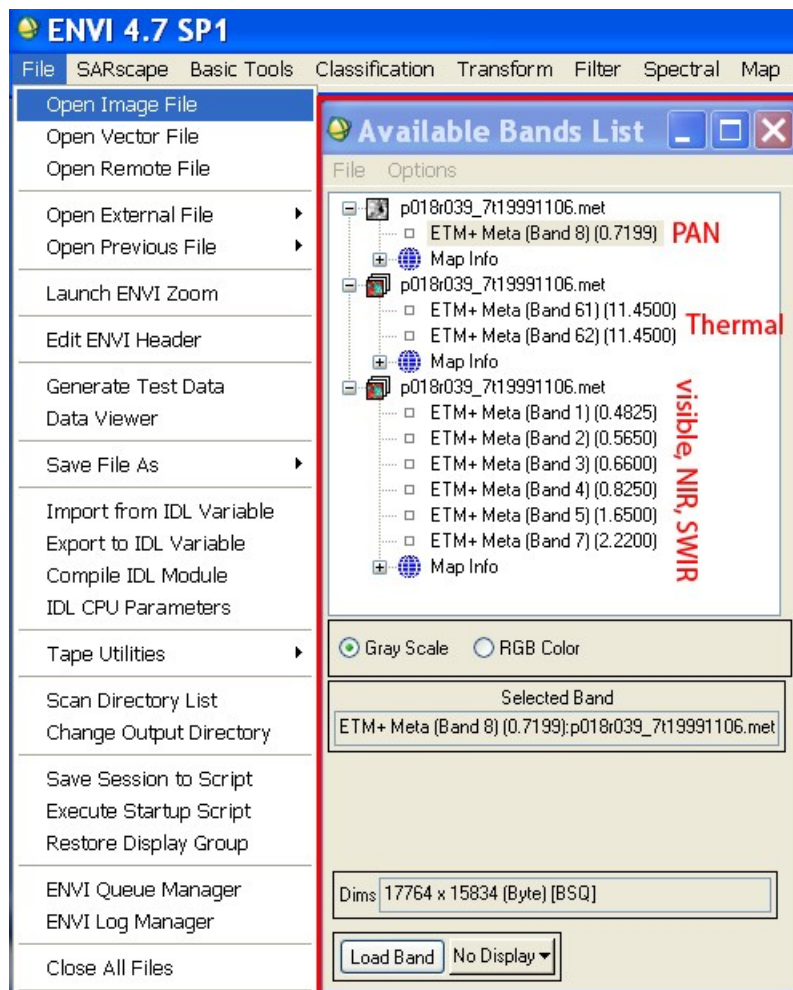 ENVI 4.7 SP1
File SARscape Basic Tools Classification Transform Filter Spectral Map
Open Image File
Open Vector File
Open Remote File
Open External File
Open Previous File
Launch ENVI Zoom
Edit ENVI Header
Generate Test Data
Data Viewer
Save File As
Import from IDL Variable
Export to IDL Variable
Compile IDL Module
IDL CPU Parameters
Tape Utilities
Scan Directory List
Change Output Directory
Save Session to Script
Execute Startup Script
Restore Display Group
ENVI Queue Manager
ENVI Log Manager
Close All Files
Available Bands List
File Options
p018r039_7t19991106.met
ETM+ Meta (Band 8) (0.7199) PAN
Map Info
p018r039_7t19991106.met
ETM+ Meta (Band 61) (11.4500)
ETM+ Meta (Band 62) (11.4500)
Thermal
Map Info
p018r039_7t19991106.met
ETM+ Meta (Band 1) (0.4825)
ETM+ Meta (Band 2) (0.5650)
ETM+ Meta (Band 3) (0.6600)
ETM+ Meta (Band 4) (0.8250)
ETM+ Meta (Band 5) (1.6500)
ETM+ Meta (Band 7) (2.2200)
Map Info
visible, NIR, SWIR
Gray Scale RGB Color
Selected Band
ETM+ Meta (Band 8) (0.7199):p018r039_7t19991106.met
Dims 17764 x 15834 (Byte) [BSQ]
Load Band No Display